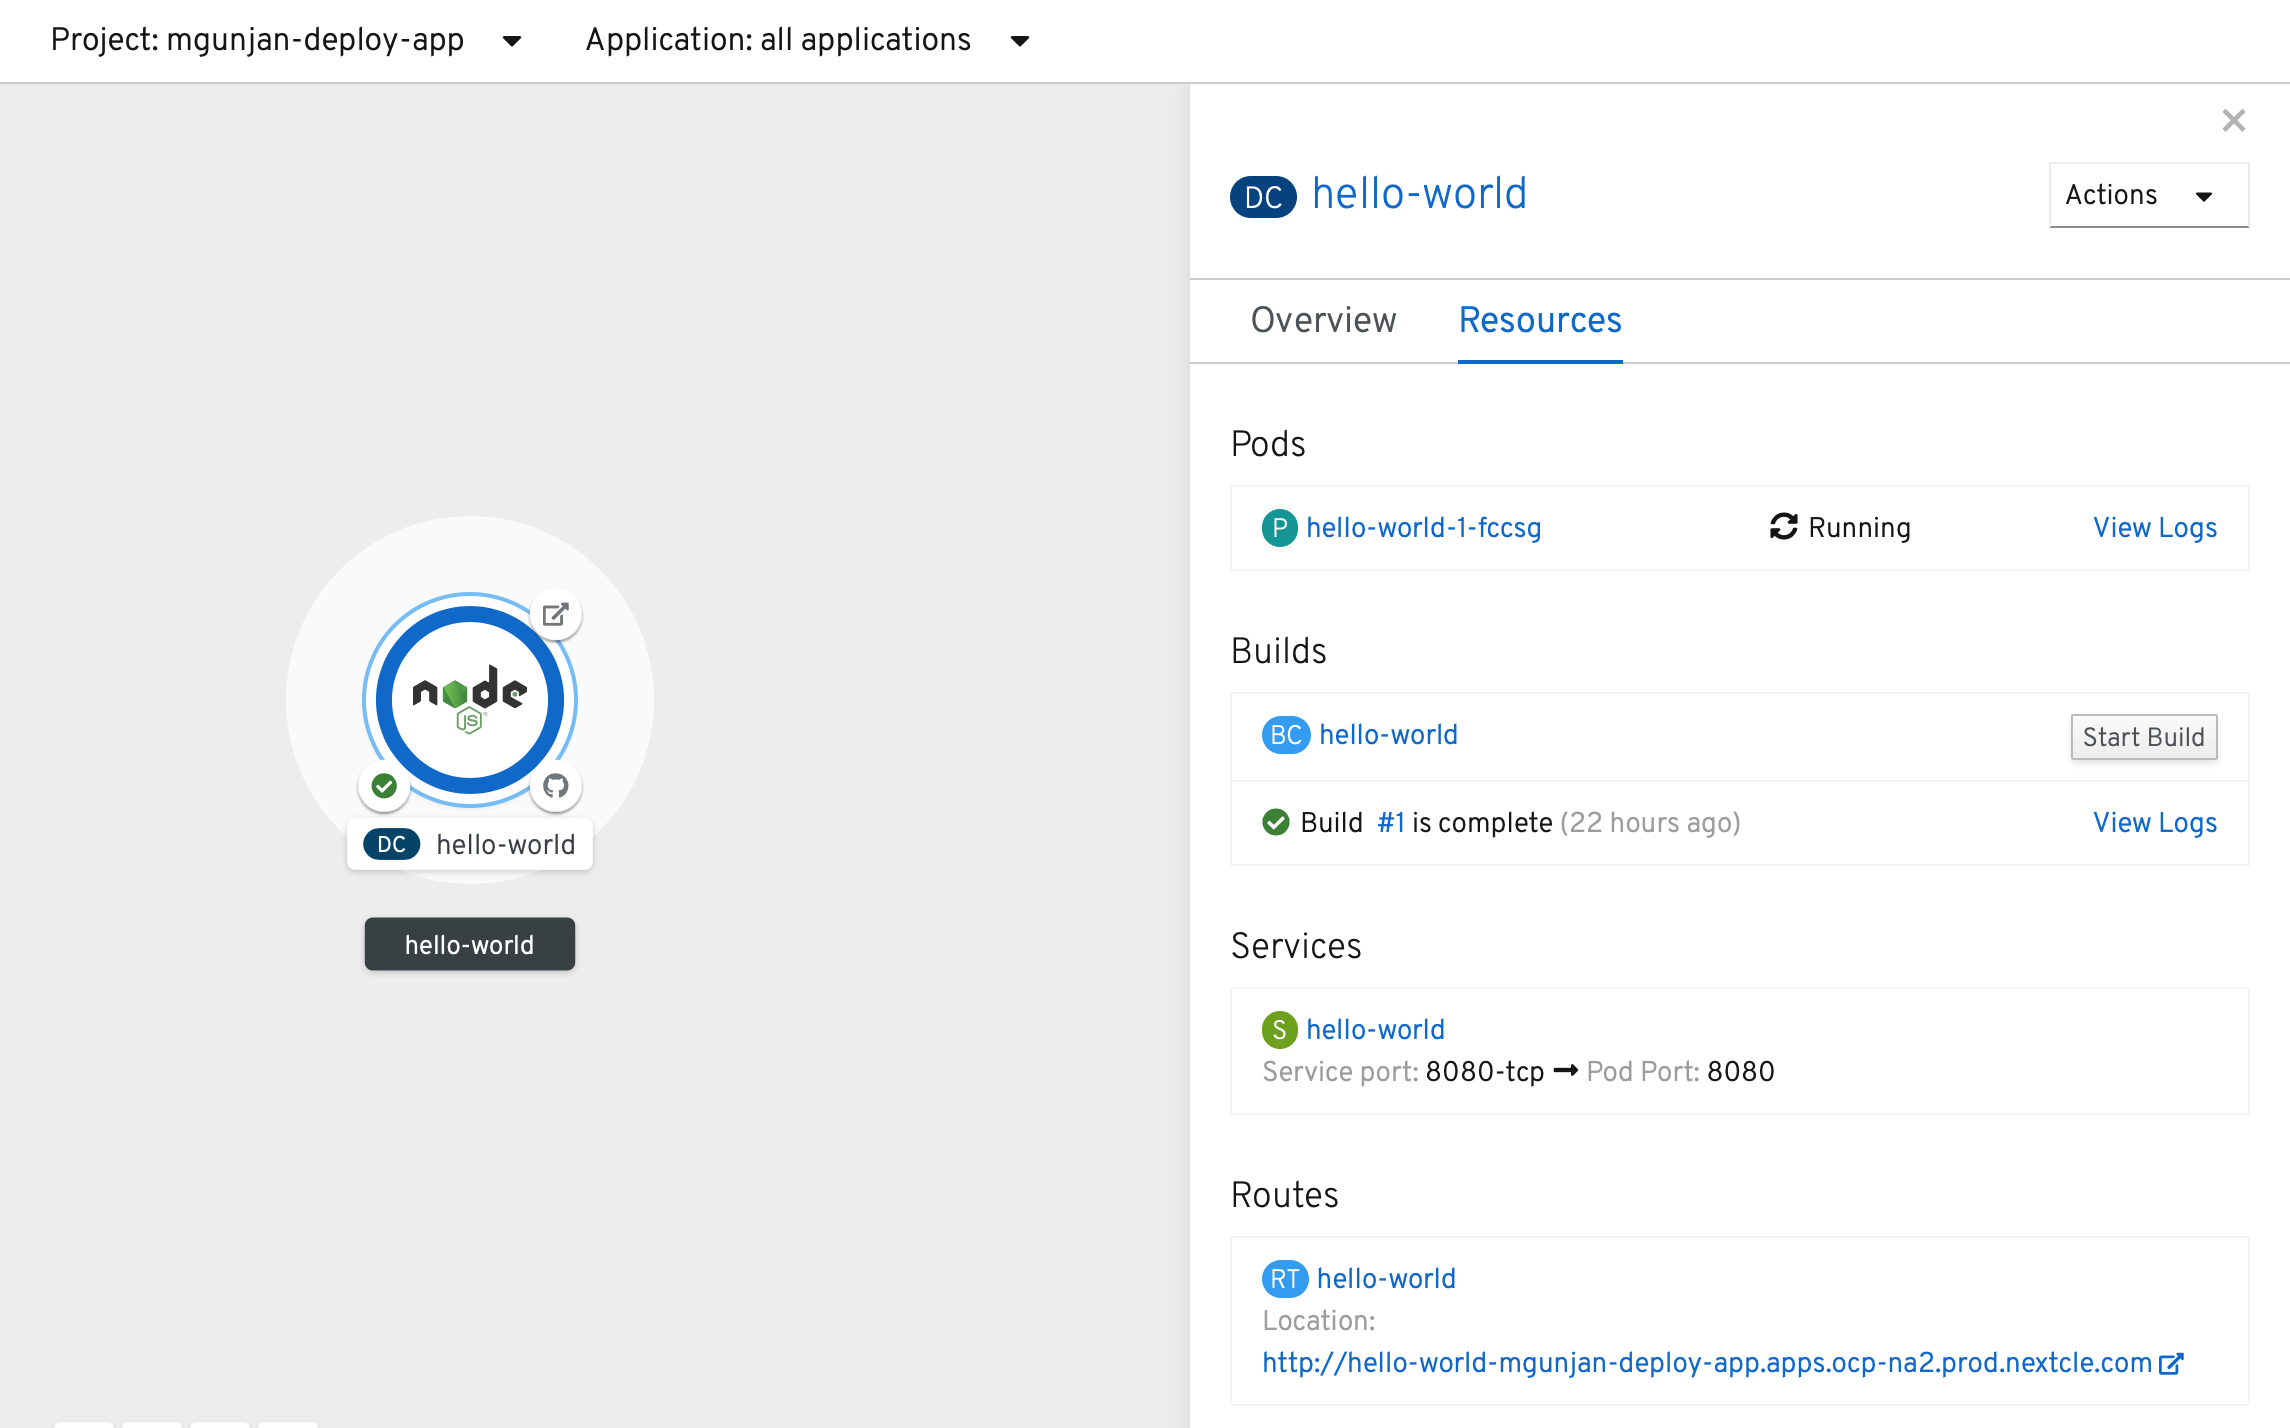 Project: mgunjan-deploy-app
Application: all applications
node
JS
DC hello-world
hello-world
DC hello-world
Actions
Overview
Resources
Pods
P hello-world-1-fccsg Running View Logs
Builds
BC hello-world Start Build
Build #1 is complete (22 hours ago) View Logs
Services
S hello-world
Service port: 8080-tcp → Pod Port: 8080
Routes
RT hello-world
Location:
http://hello-world-mgunjan-deploy-app.apps.ocp-na2.prod.nextcle.com